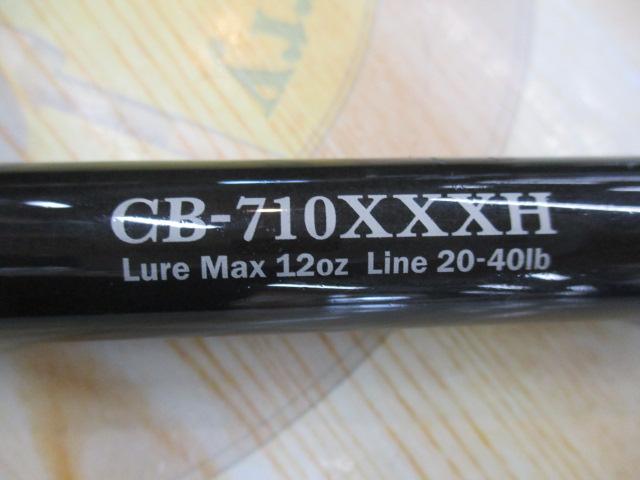 CB-710XXXH
Lure Max 12oz Line 20-40lb